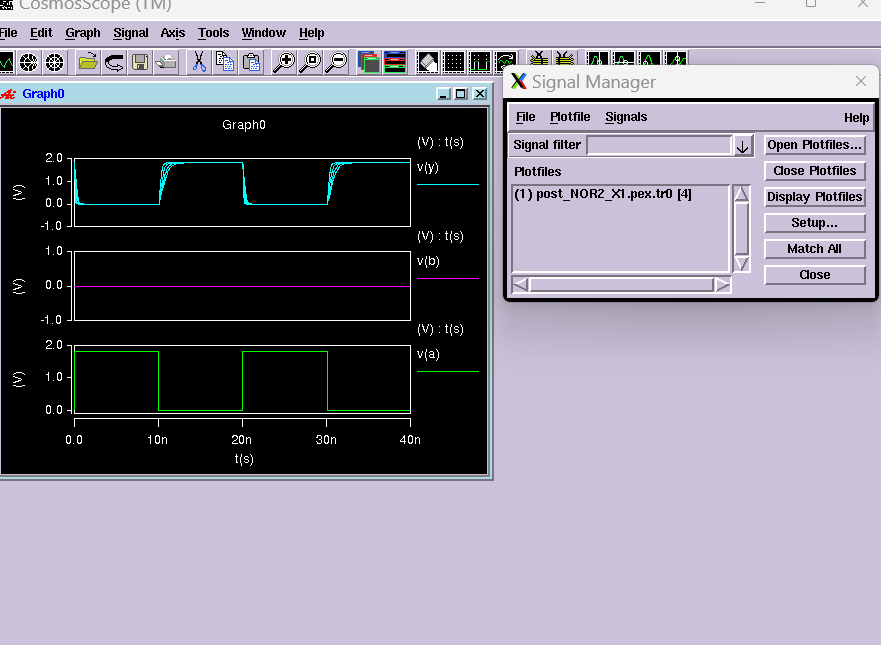 CosmosScope (TM)
File Edit Graph Signal Axis Tools Window Help
Graph0
Graph0
(V) : t(s)
v(y)
2.0
1.0
0.0
-1.0
(V)
(V) : t(s)
v(b)
1.0
0.0
-1.0
(V)
(V) : t(s)
v(a)
2.0
1.0
0.0
(V)
0.0 10n 20n 30n 40n
t(s)
Signal Manager
File Plotfile Signals Help
Signal filter
Plotfiles
(1) post_NOR2_X1.pex.tr0 [4]
Open Plotfiles...
Close Plotfiles
Display Plotfiles
Setup...
Match All
Close